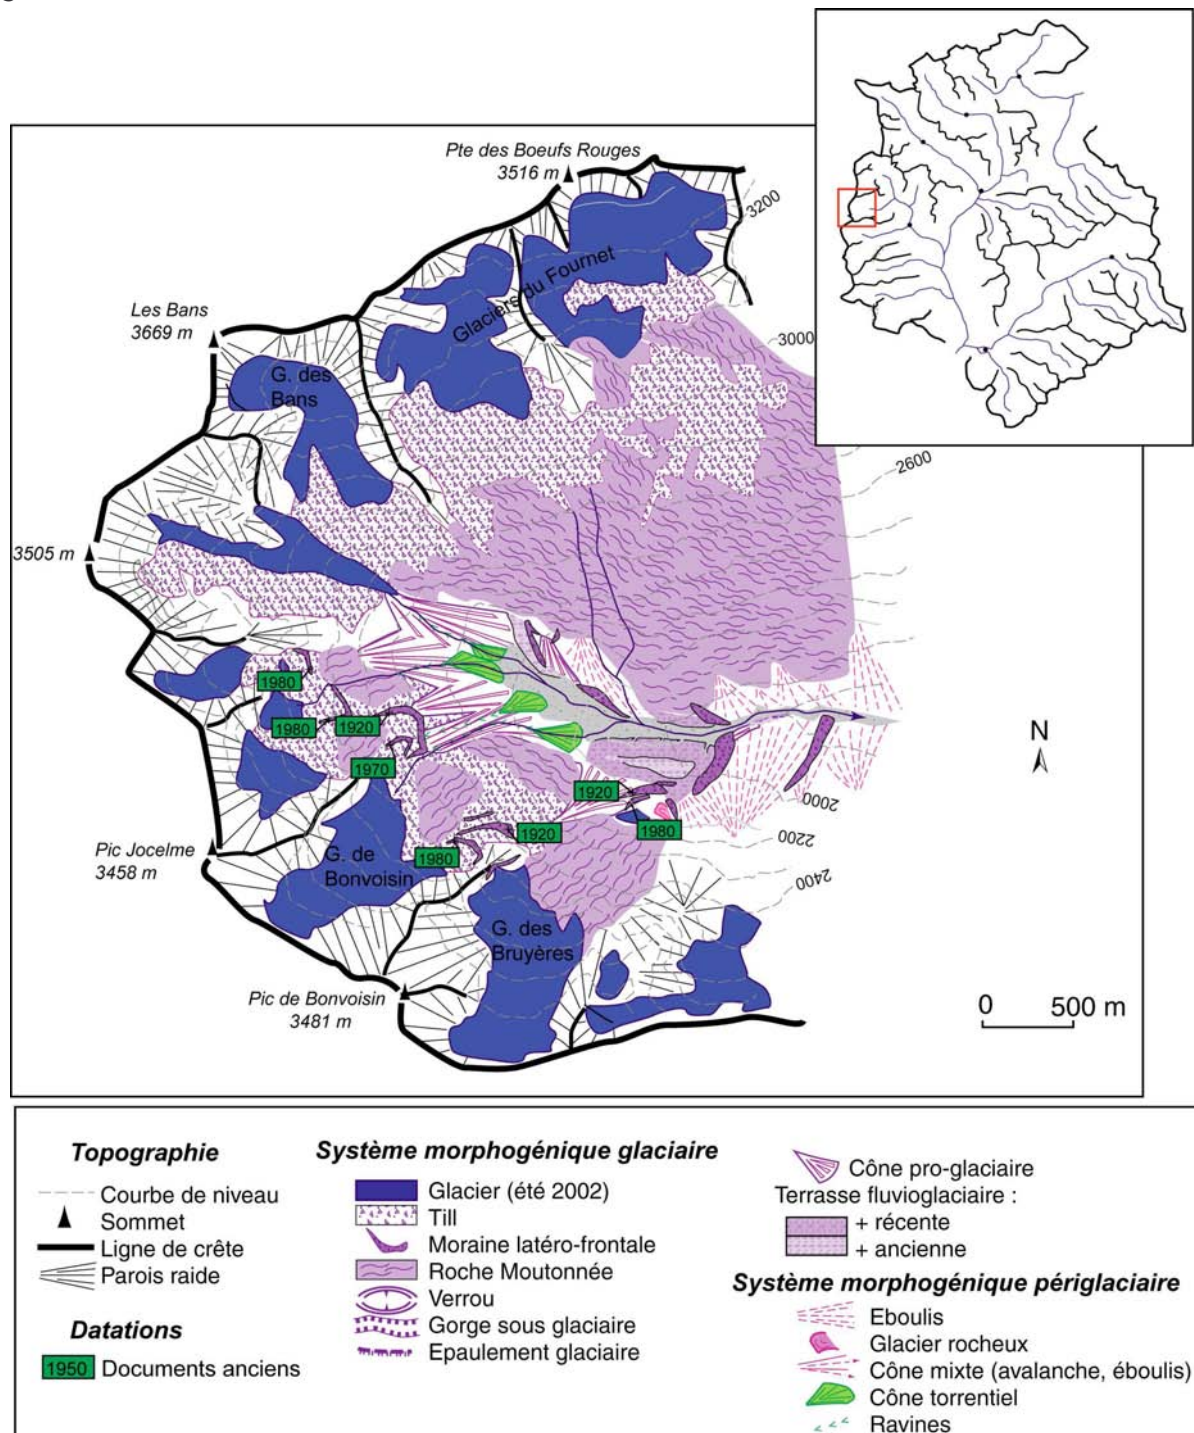 Pte des Boeufs Rouges
3516 m
3200
Glaciers du Fournet
Les Bans
3669 m
3000
G. des
Bans
2600
3505 m
1980
1980
1920
1970
1920
1920
1980
1980
N
2000
2200
2400
Pic Jocelme
3458 m
G. de
Bonvoisin
G. des
Bruyères
Pic de Bonvoisin
3481 m
0 500 m
Topographie
Courbe de niveau
Sommet
Ligne de crête
Parois raide
Datations
1950 Documents anciens
Système morphogénique glaciaire
Glacier (été 2002)
Till
Moraine latéro-frontale
Roche Moutonnée
Verrou
Gorge sous glaciaire
Epaulement glaciaire
Cône pro-glaciaire
Terrasse fluvioglaciaire :
+ récente
+ ancienne
Système morphogénique périglaciaire
Eboulis
Glacier rocheux
Cône mixte (avalanche, éboulis)
Cône torrentiel
Ravines